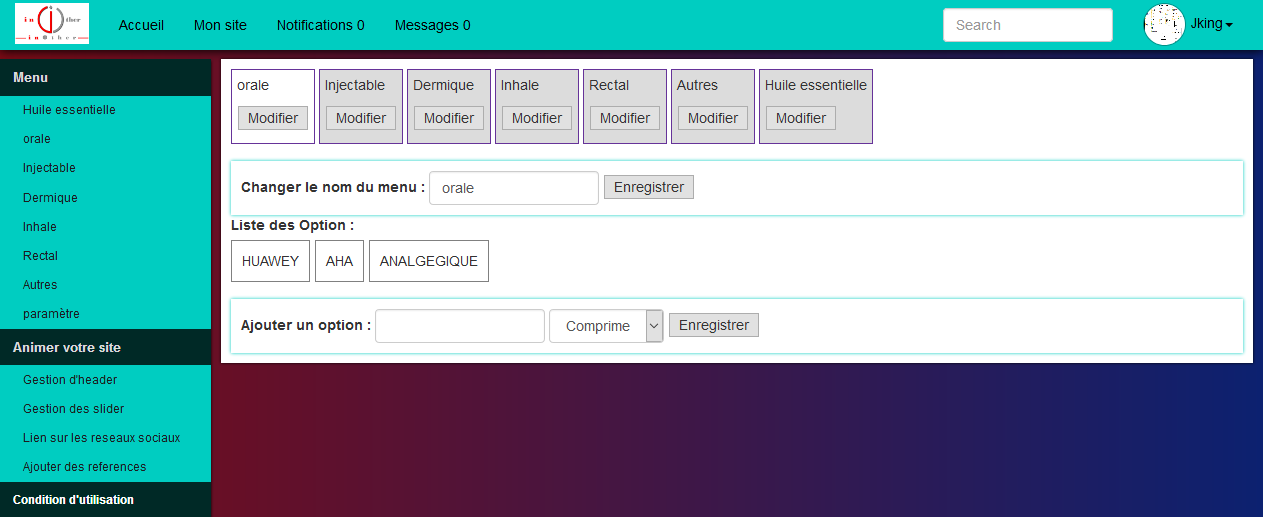 in Other
inOther
Accueil Mon site Notifications 0 Messages 0 Search Jking
Menu
Huile essentielle
orale
Injectable
Dermique
Inhale
Rectal
Autres
paramètre
Animer votre site
Gestion d'header
Gestion des slider
Lien sur les reseaux sociaux
Ajouter des references
Condition d'utilisation
orale Injectable Dermique Inhale Rectal Autres Huile essentielle
Modifier Modifier Modifier Modifier Modifier Modifier Modifier
Changer le nom du menu : orale Enregistrer
Liste des Option :
HUAWEY AHA ANALGEGIQUE
Ajouter un option : Comprime Enregistrer